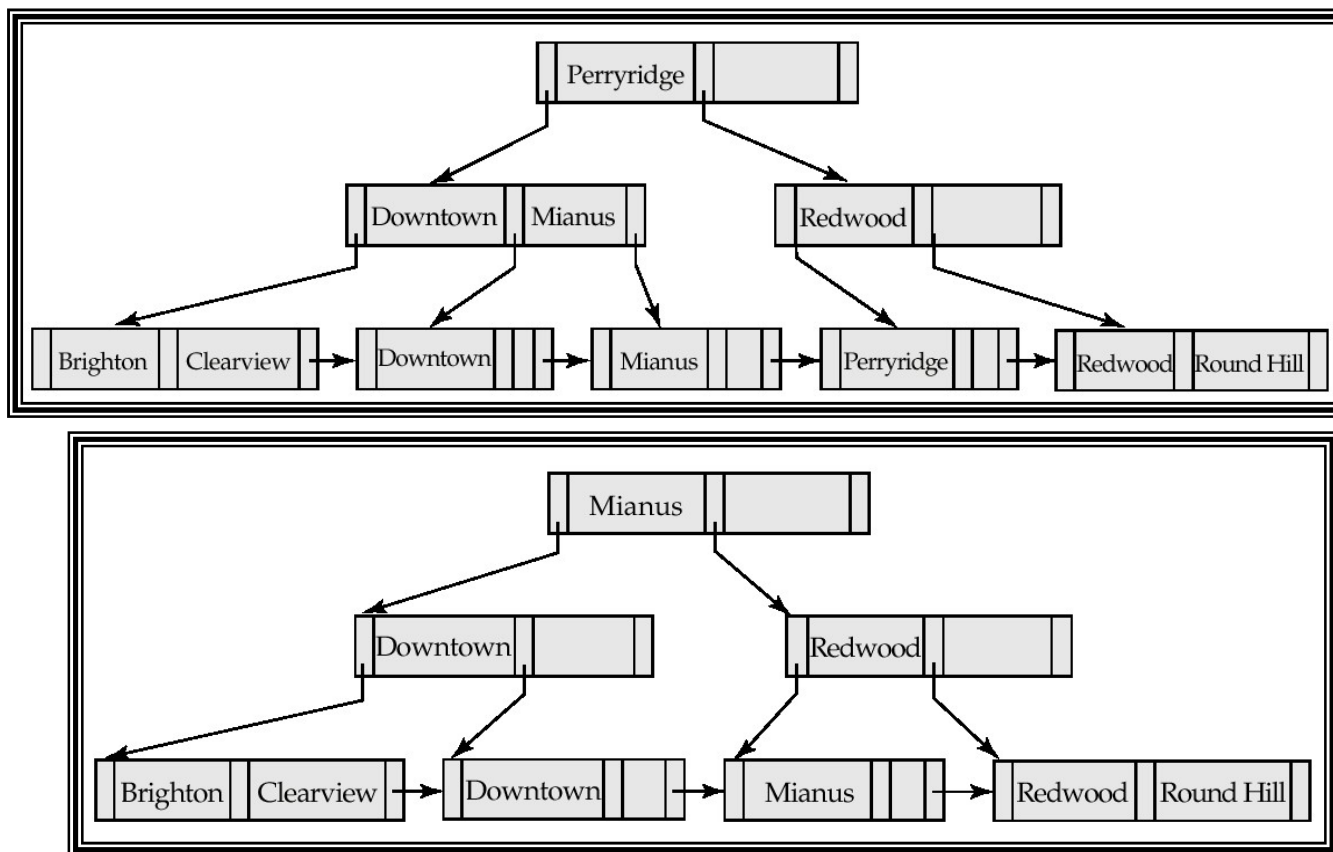 Perryridge
Downtown Mianus Redwood
Brighton Clearview Downtown Mianus Perryridge Redwood Round Hill
Mianus
Downtown Redwood
Brighton Clearview Downtown Mianus Redwood Round Hill